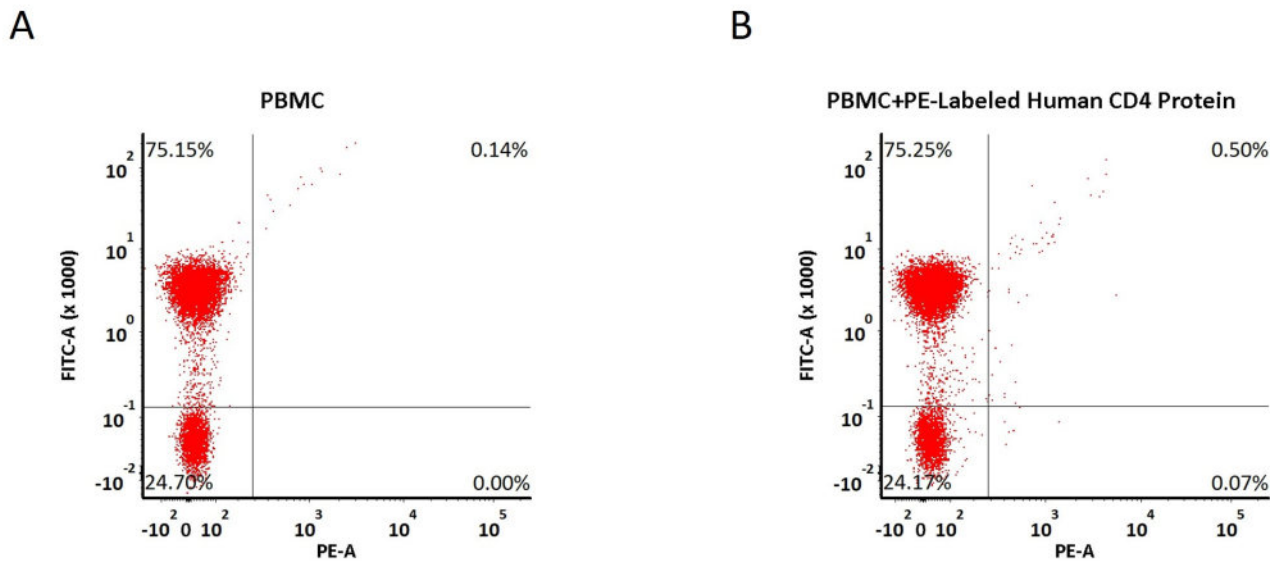 A
B
PBMC
PBMC+PE-Labeled Human CD4 Protein
75.15%
0.14%
24.70%
0.00%
FITC-A (x 1000)
10^2
10^1
10^0
10^-1
-10^-2
-10^2 0 10^2 10^3 10^4 10^5
PE-A
75.25%
0.50%
24.17%
0.07%
FITC-A (x 1000)
10^2
10^1
10^0
10^-1
-10^-2
-10^2 0 10^2 10^3 10^4 10^5
PE-A